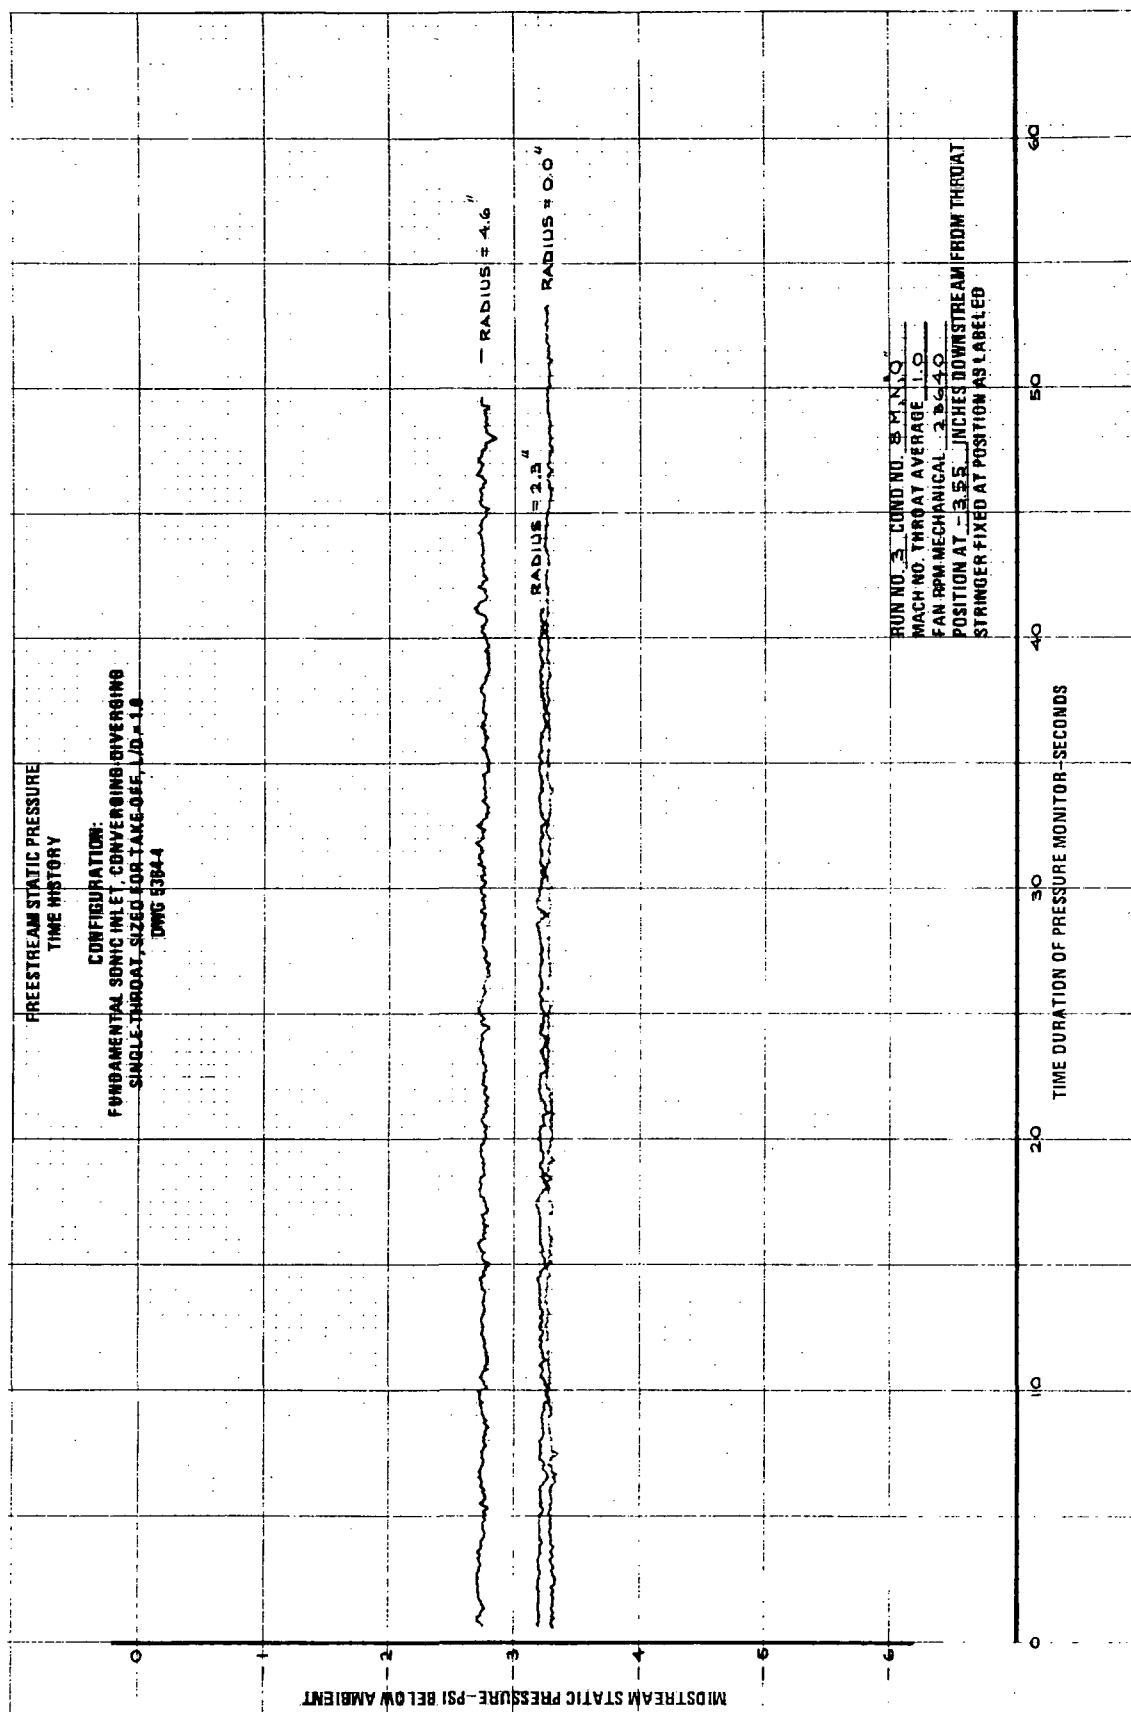 FREESTREAM STATIC PRESSURE
TIME HISTORY
CONFIGURATION:
FUNDAMENTAL SONIC INLET, CONVERGING DIVERGING
SINGLE THROAT, SIZED FOR TAKE-OFF, L/D = 1.0
DWG 5364-4
MIDSTREAM STATIC PRESSURE-PSI BELOW AMBIENT
0
1
2
3
4
5
6
RADIUS = 4.6"
RADIUS = 2.3"
RADIUS = 0.0"
RUN NO. 3 COND NO. 8 M, N, O"
MACH NO. THROAT AVERAGE 1.0
FAN RPM-MECHANICAL 23640
POSITION AT -3.55 INCHES DOWNSTREAM FROM THROAT
STRINGER FIXED AT POSITION AS LABELED
0
10
20
30
40
50
60
TIME DURATION OF PRESSURE MONITOR-SECONDS